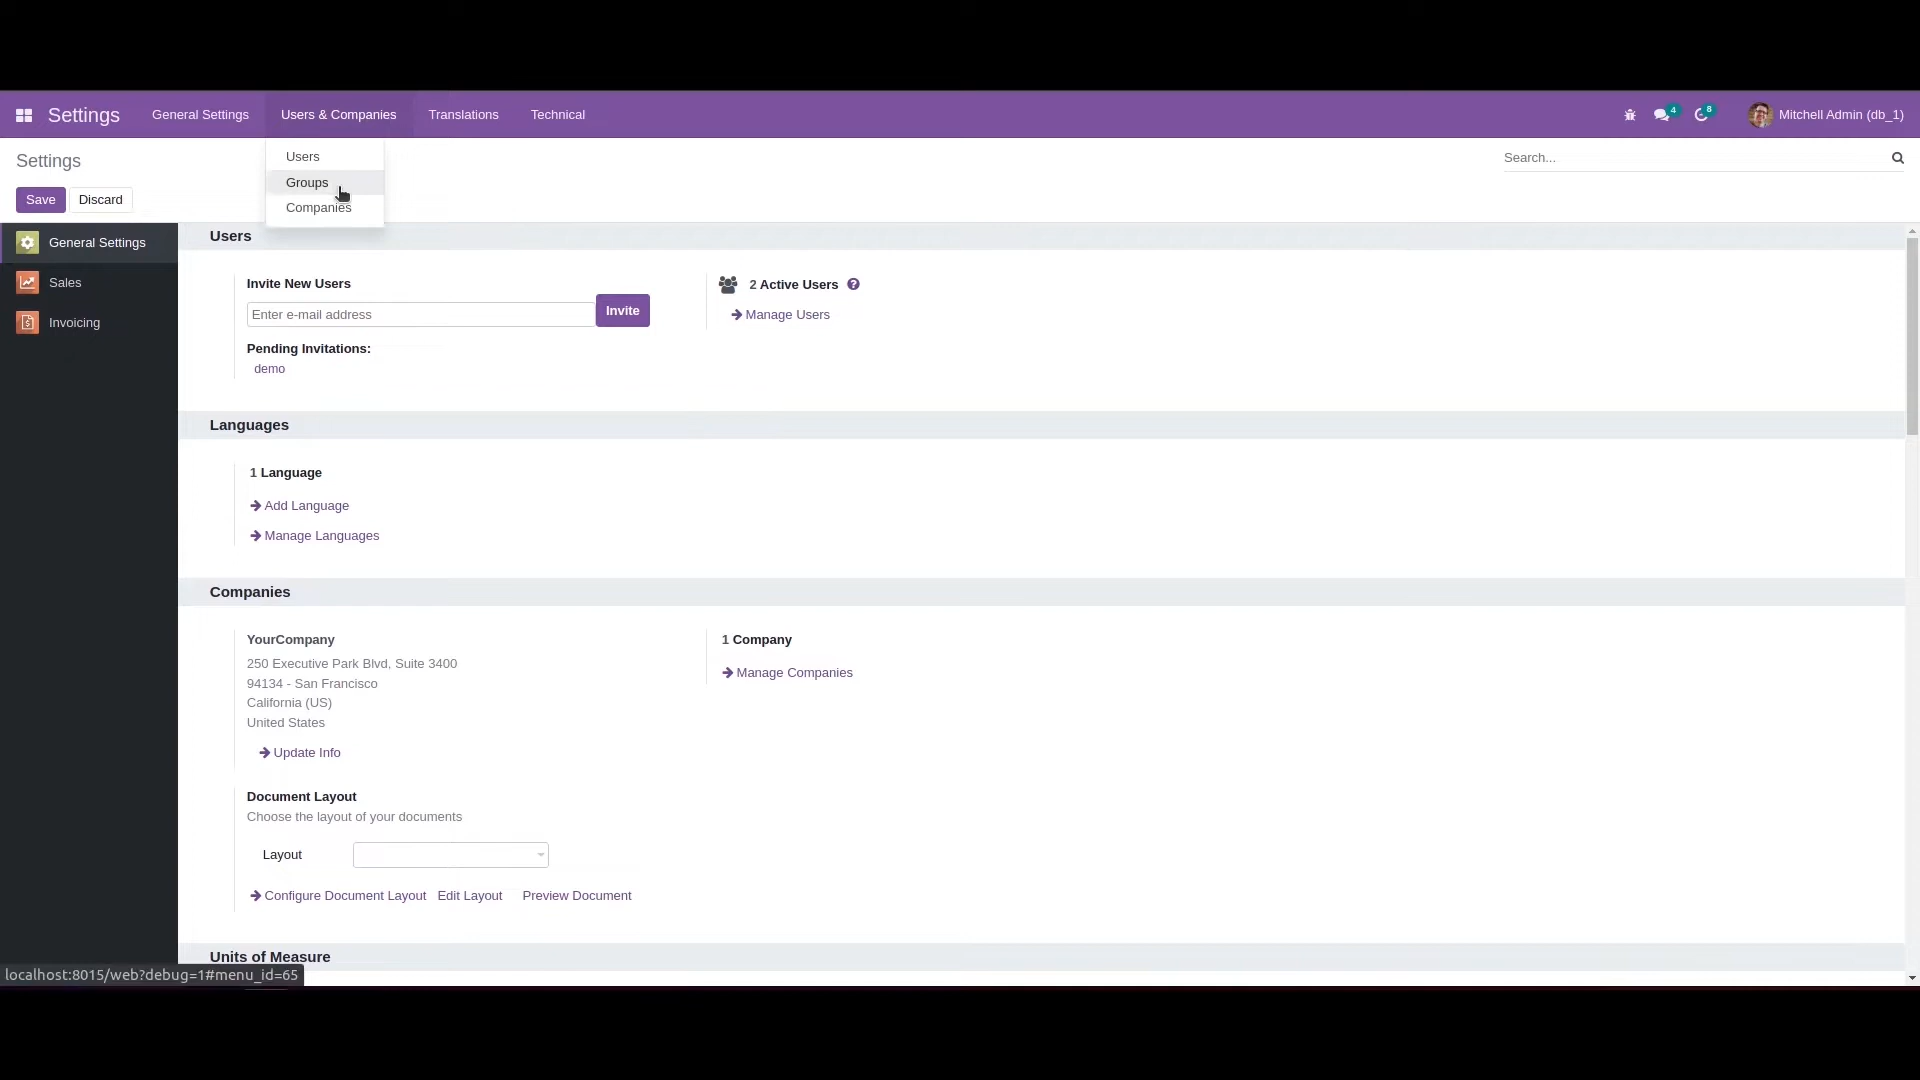 Settings General Settings Users & Companies Translations Technical 4 8 Mitchell Admin (db_1)
Settings
Search...
Save Discard
Users
Groups
Companies
General Settings
Sales
Invoicing
Users
Invite New Users
Enter e-mail address
Invite
Pending Invitations:
demo
2 Active Users ?
Manage Users
Languages
1 Language
Add Language
Manage Languages
Companies
YourCompany
250 Executive Park Blvd, Suite 3400
94134 - San Francisco
California (US)
United States
Update Info
1 Company
Manage Companies
Document Layout
Choose the layout of your documents
Layout
Configure Document Layout Edit Layout Preview Document
Units of Measure
localhost:8015/web?debug=1#menu_id=65